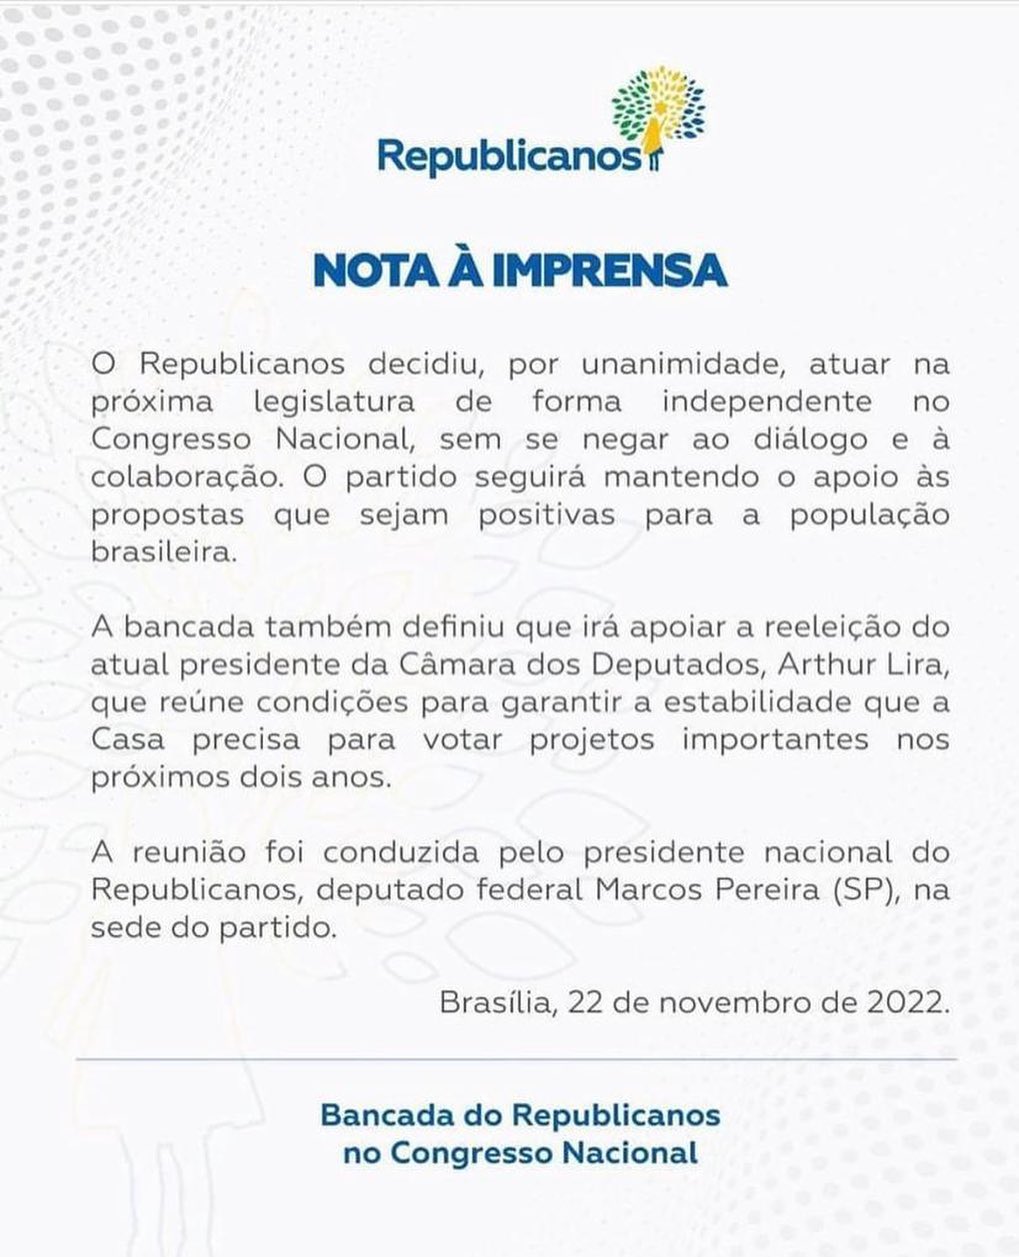 Republicanos
NOTA À IMPRENSA
O Republicanos decidiu, por unanimidade, atuar na
próxima legislatura de forma independente no
Congresso Nacional, sem se negar ao diálogo e à
colaboração. O partido seguirá mantendo o apoio às
propostas que sejam positivas para a população
brasileira.
A bancada também definiu que irá apoiar a reeleição do
atual presidente da Câmara dos Deputados, Arthur Lira,
que reúne condições para garantir a estabilidade que a
Casa precisa para votar projetos importantes nos
próximos dois anos.
A reunião foi conduzida pelo presidente nacional do
Republicanos, deputado federal Marcos Pereira (SP), na
sede do partido.
Brasília, 22 de novembro de 2022.
Bancada do Republicanos
no Congresso Nacional